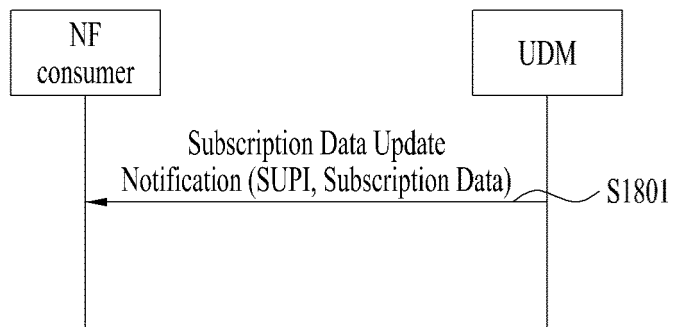 NF
consumer
UDM
Subscription Data Update
Notification (SUPI, Subscription Data)
S1801